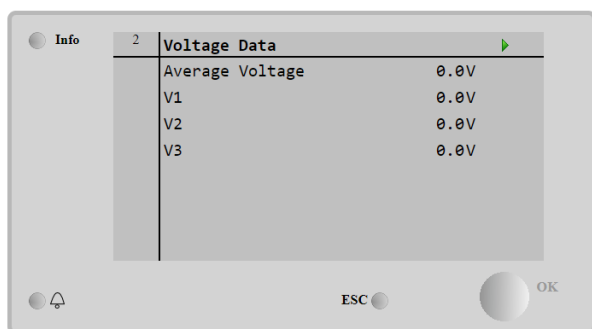 Info
2 Voltage Data
Average Voltage 0.0V
V1 0.0V
V2 0.0V
V3 0.0V
ESC
OK